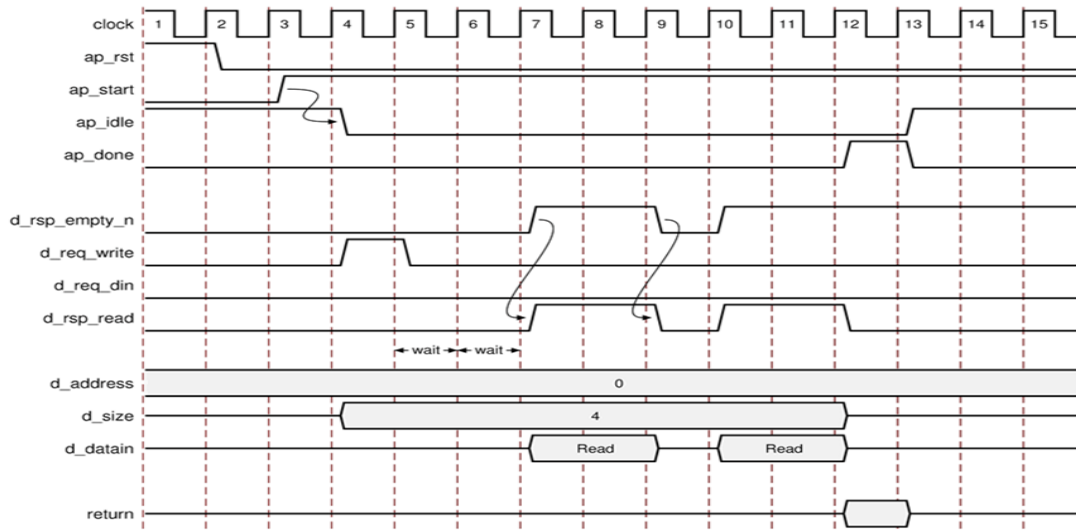 clock 1 2 3 4 5 6 7 8 9 10 11 12 13 14 15
ap_rst
ap_start
ap_idle
ap_done
d_rsp_empty_n
d_req_write
d_req_din
d_rsp_read
wait wait
d_address 0
d_size 4
d_datain Read Read
return